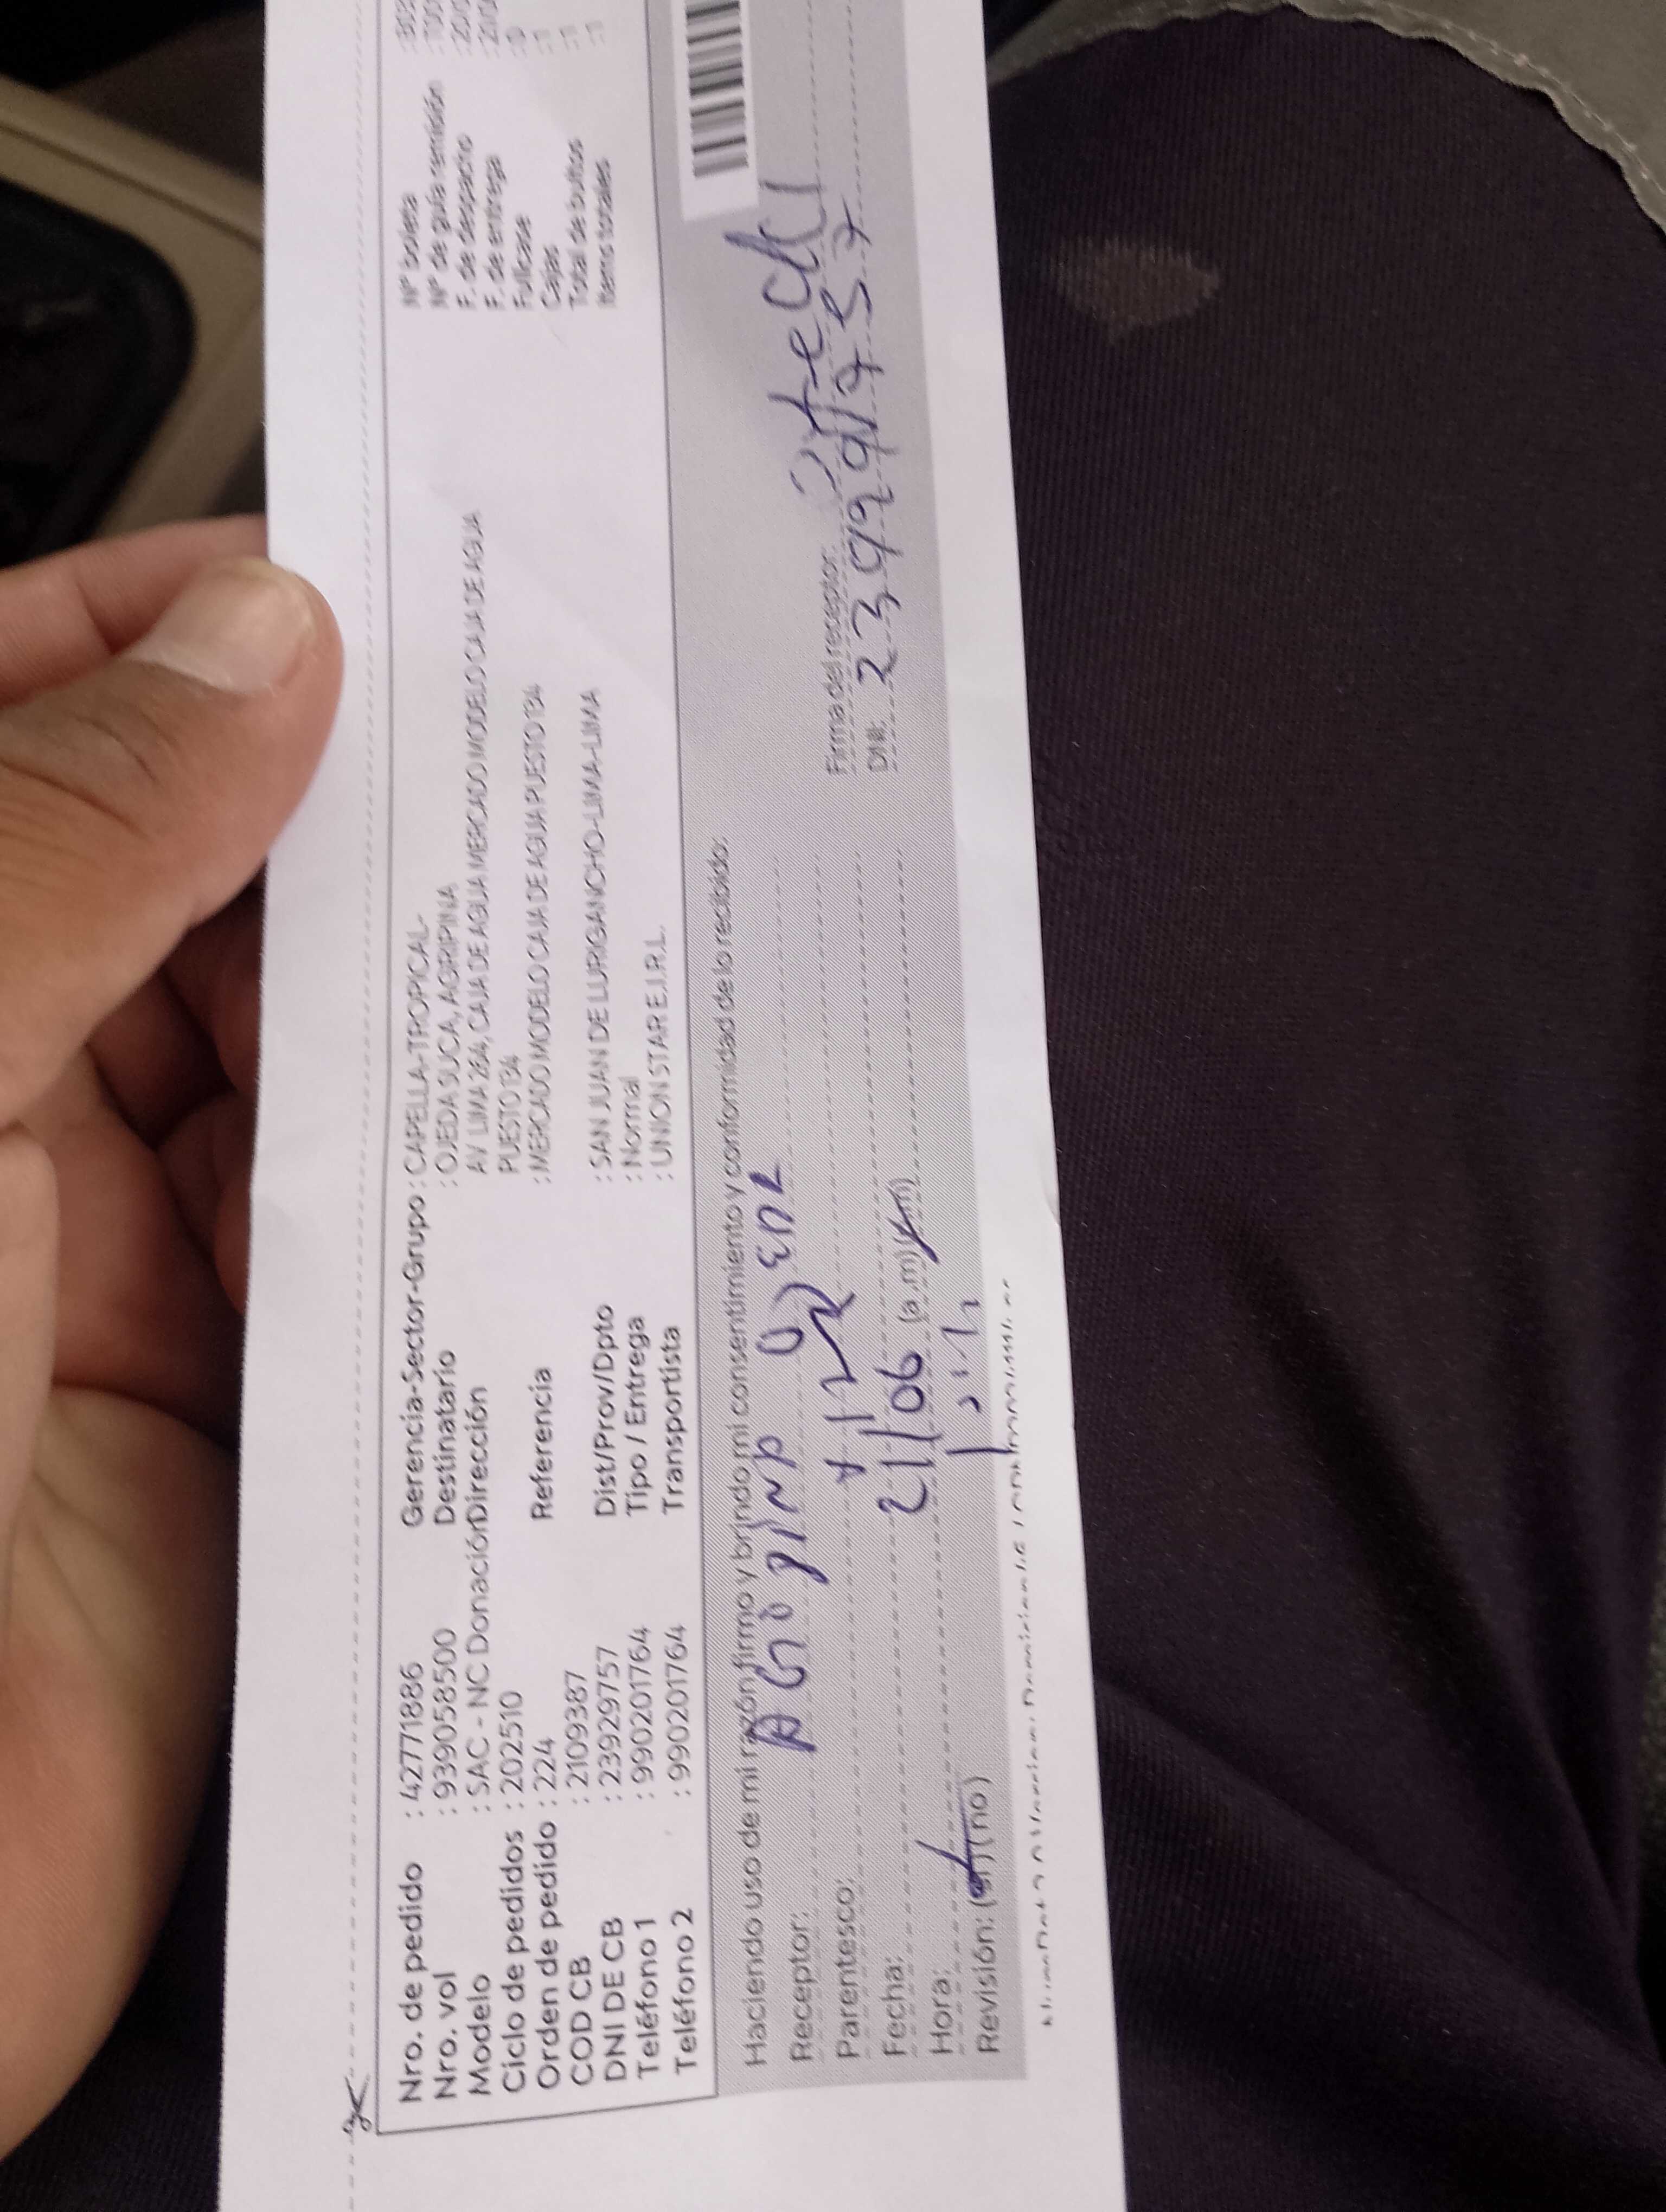 Nro. de pedido : 42771886
Nro. vol : 939058500
Modelo : SAC - NC Donación
Ciclo de pedidos : 202510
Orden de pedido : 224
COD CB : 2109387
DNI DE CB : 23929757
Teléfono 1 : 990201764
Teléfono 2 : 990201764
Gerencia-Sector-Grupo : CAPELLA-TROPICAL-
Destinatario : OJEDA SUCA, AGRIPINA
Dirección AV LIMA 264, CAJA DE AGUA MERCADO MODELO CAJA DE AGUA
PUESTO 134
Referencia : MERCADO MODELO CAJA DE AGUA PUESTO 134
Dist/Prov/Dpto : SAN JUAN DE LURIGANCHO-LIMA-LIMA
Tipo / Entrega : Normal
Transportista : UNION STAR E.I.R.L.
Nº boleta
Nº de guía remisión
F. de despacho
F. de entrega
Fullcase
Cajas
Total de bultos
Items totales
Haciendo uso de mi razón firmo y brindo mi consentimiento y conformidad de lo recibido:
Receptor:
Parentesco:
Fecha: 21/06
Hora: (a.m)
Revisión: (si) (no)
Firma del receptor:
DNI: 23929757